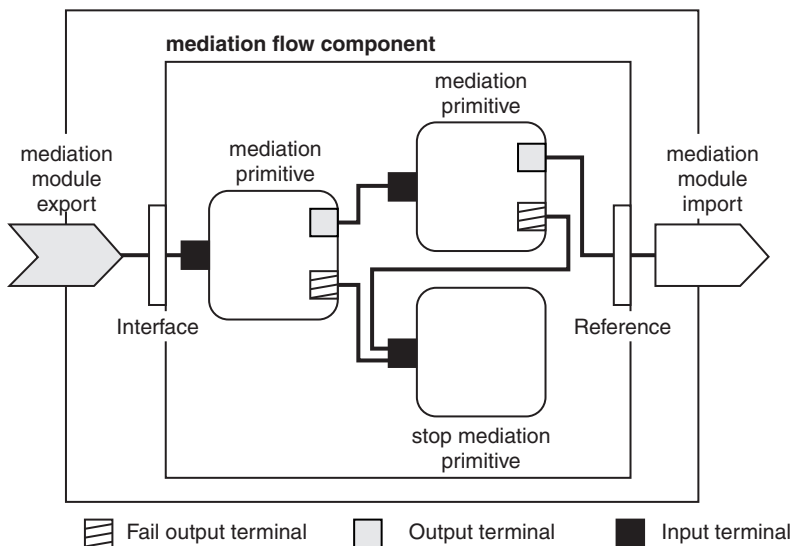 mediation flow component
mediation
module
export
mediation
primitive
mediation
primitive
mediation
module
import
Interface
Reference
stop mediation
primitive
Fail output terminal
Output terminal
Input terminal